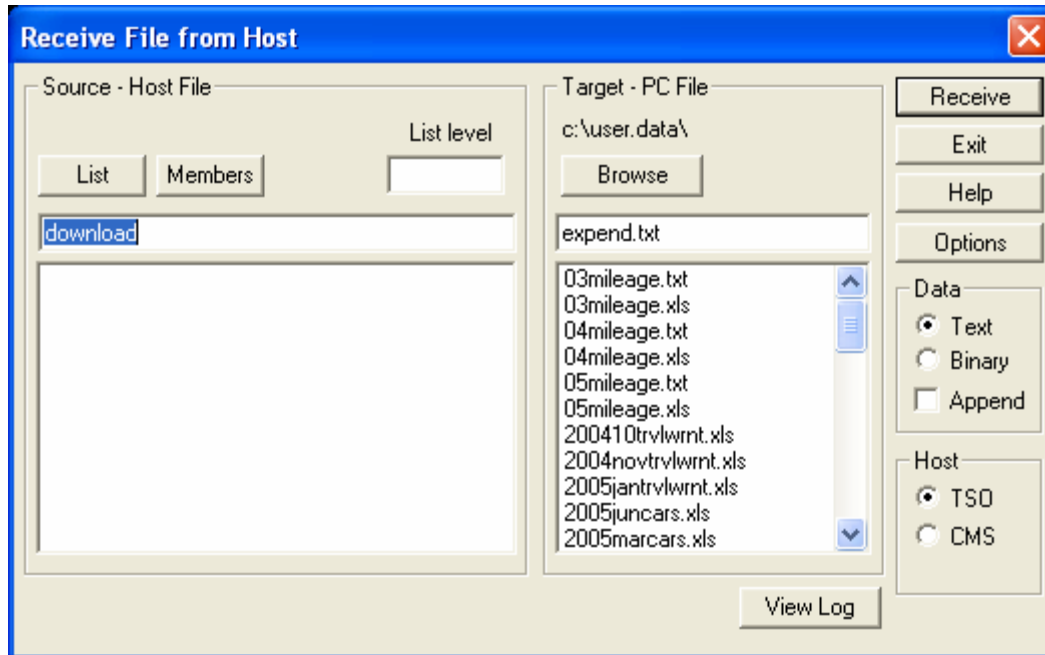 Receive File from Host
Source - Host File
List level
List
Members
download
Target - PC File
c:\user.data\
Browse
expend.txt
03mileage.txt
03mileage.xls
04mileage.txt
04mileage.xls
05mileage.txt
05mileage.xls
200410trvlwrnt.xls
2004novtrvlwrnt.xls
2005jantrvlwrnt.xls
2005juncars.xls
2005marcars.xls
Receive
Exit
Help
Options
Data
Text
Binary
Append
Host
TSO
CMS
View Log